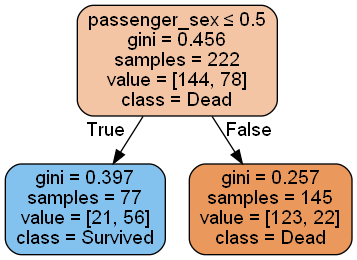 passenger_sex ≤ 0.5
gini = 0.456
samples = 222
value = [144, 78]
class = Dead
True
False
gini = 0.397
samples = 77
value = [21, 56]
class = Survived
gini = 0.257
samples = 145
value = [123, 22]
class = Dead